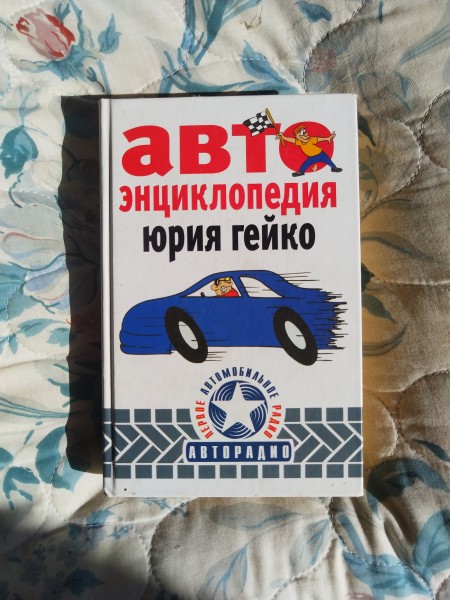 авто
энциклопедия
юрия гейко
ПЕРВОЕ АВТОМОБИЛЬНОЕ РАДИО
АВТОРАДИО